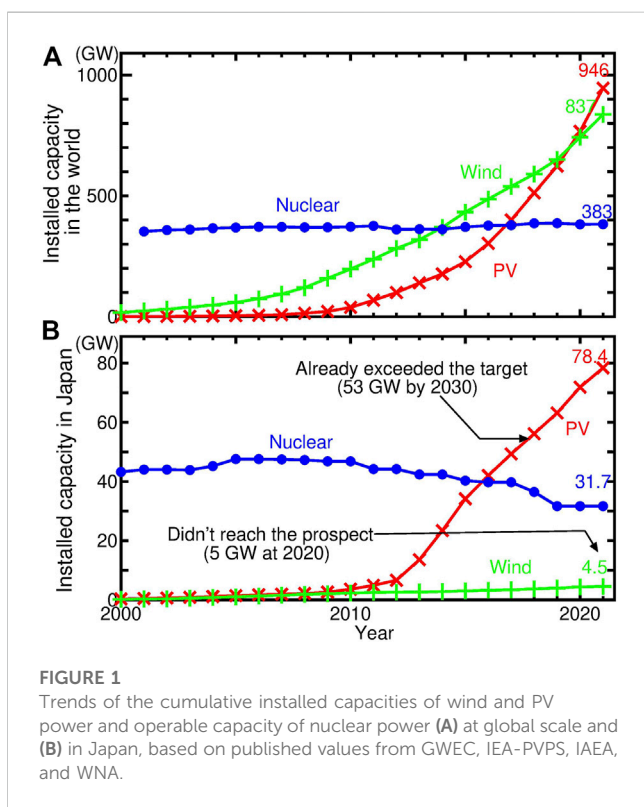 A
(GW)
1000
500
0
Installed capacity
in the world
946
837
Wind
Nuclear
383
PV
B
(GW)
80
60
40
20
0
Installed capacity in Japan
78.4
Already exceeded the target
(53 GW by 2030)
PV
Nuclear
31.7
Didn't reach the prospect
(5 GW at 2020)
4.5
Wind
2000
2010
2020
Year
FIGURE 1
Trends of the cumulative installed capacities of wind and PV
power and operable capacity of nuclear power (A) at global scale and
(B) in Japan, based on published values from GWEC, IEA-PVPS, IAEA,
and WNA.